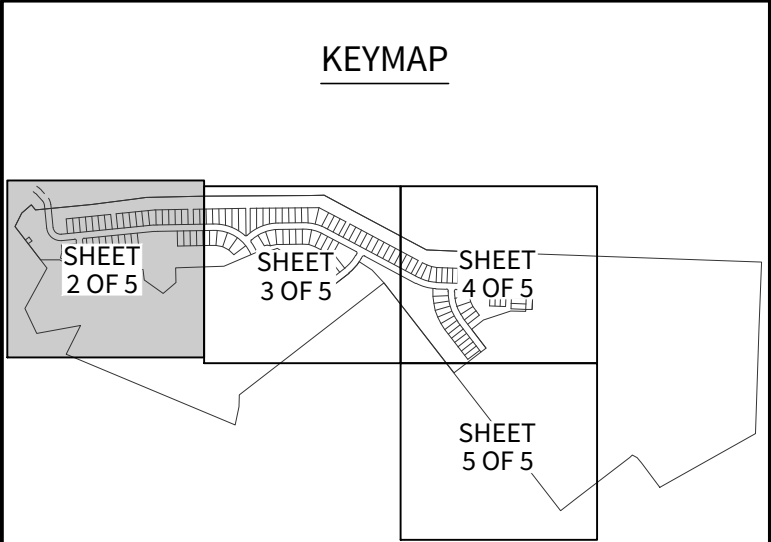 KEYMAP
SHEET
2 OF 5
SHEET
3 OF 5
SHEET
4 OF 5
SHEET
5 OF 5